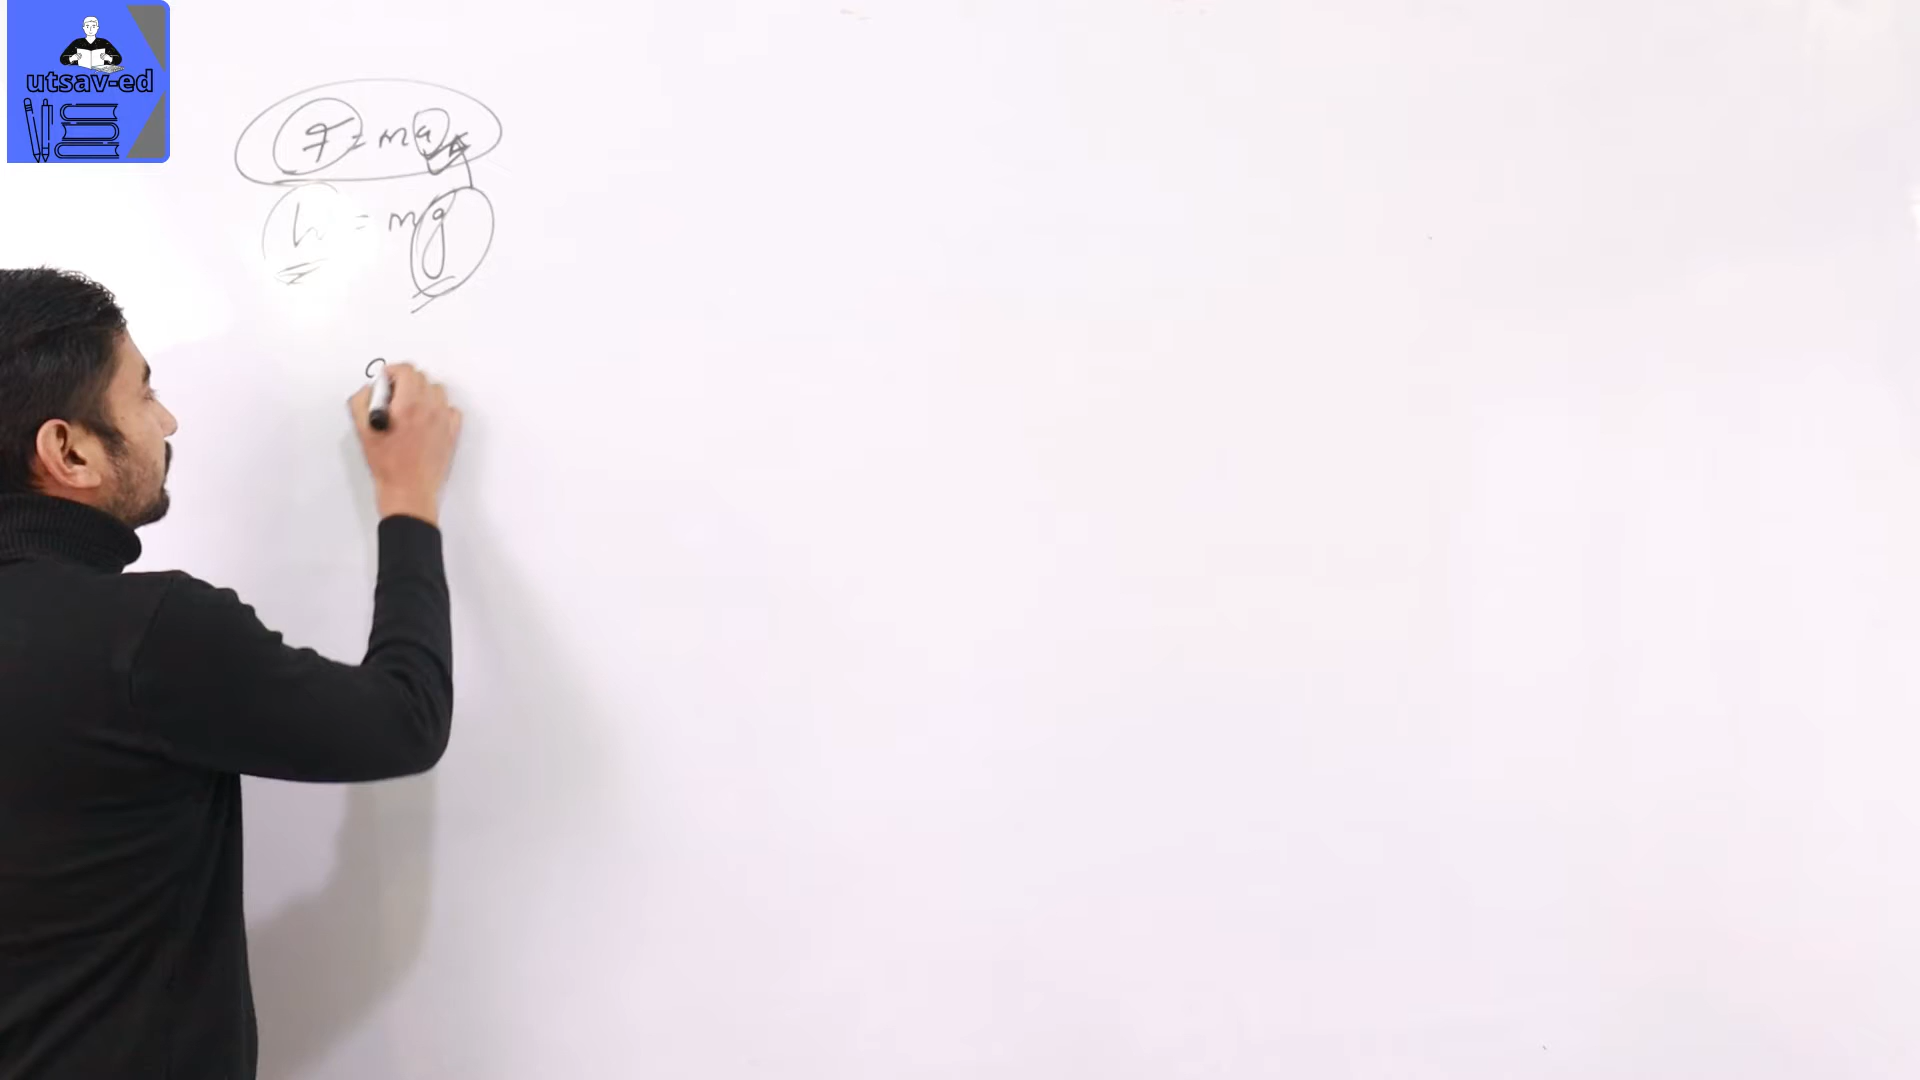 utsav-ed
F = ma
W = mg